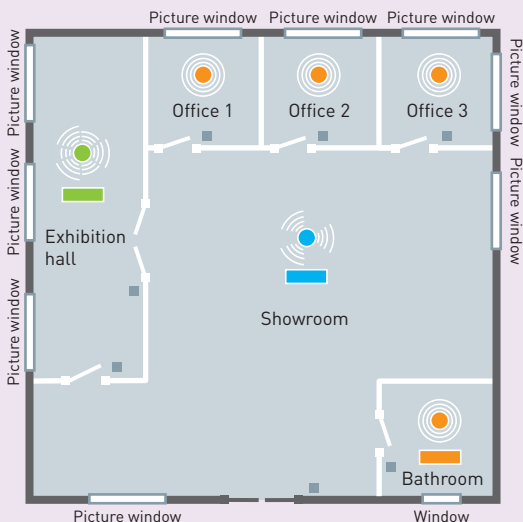 Picture window
Picture window
Picture window
Picture window
Picture window
Office 1
Office 2
Office 3
Picture window
Picture window
Exhibition
hall
Showroom
Picture window
Bathroom
Picture window
Window